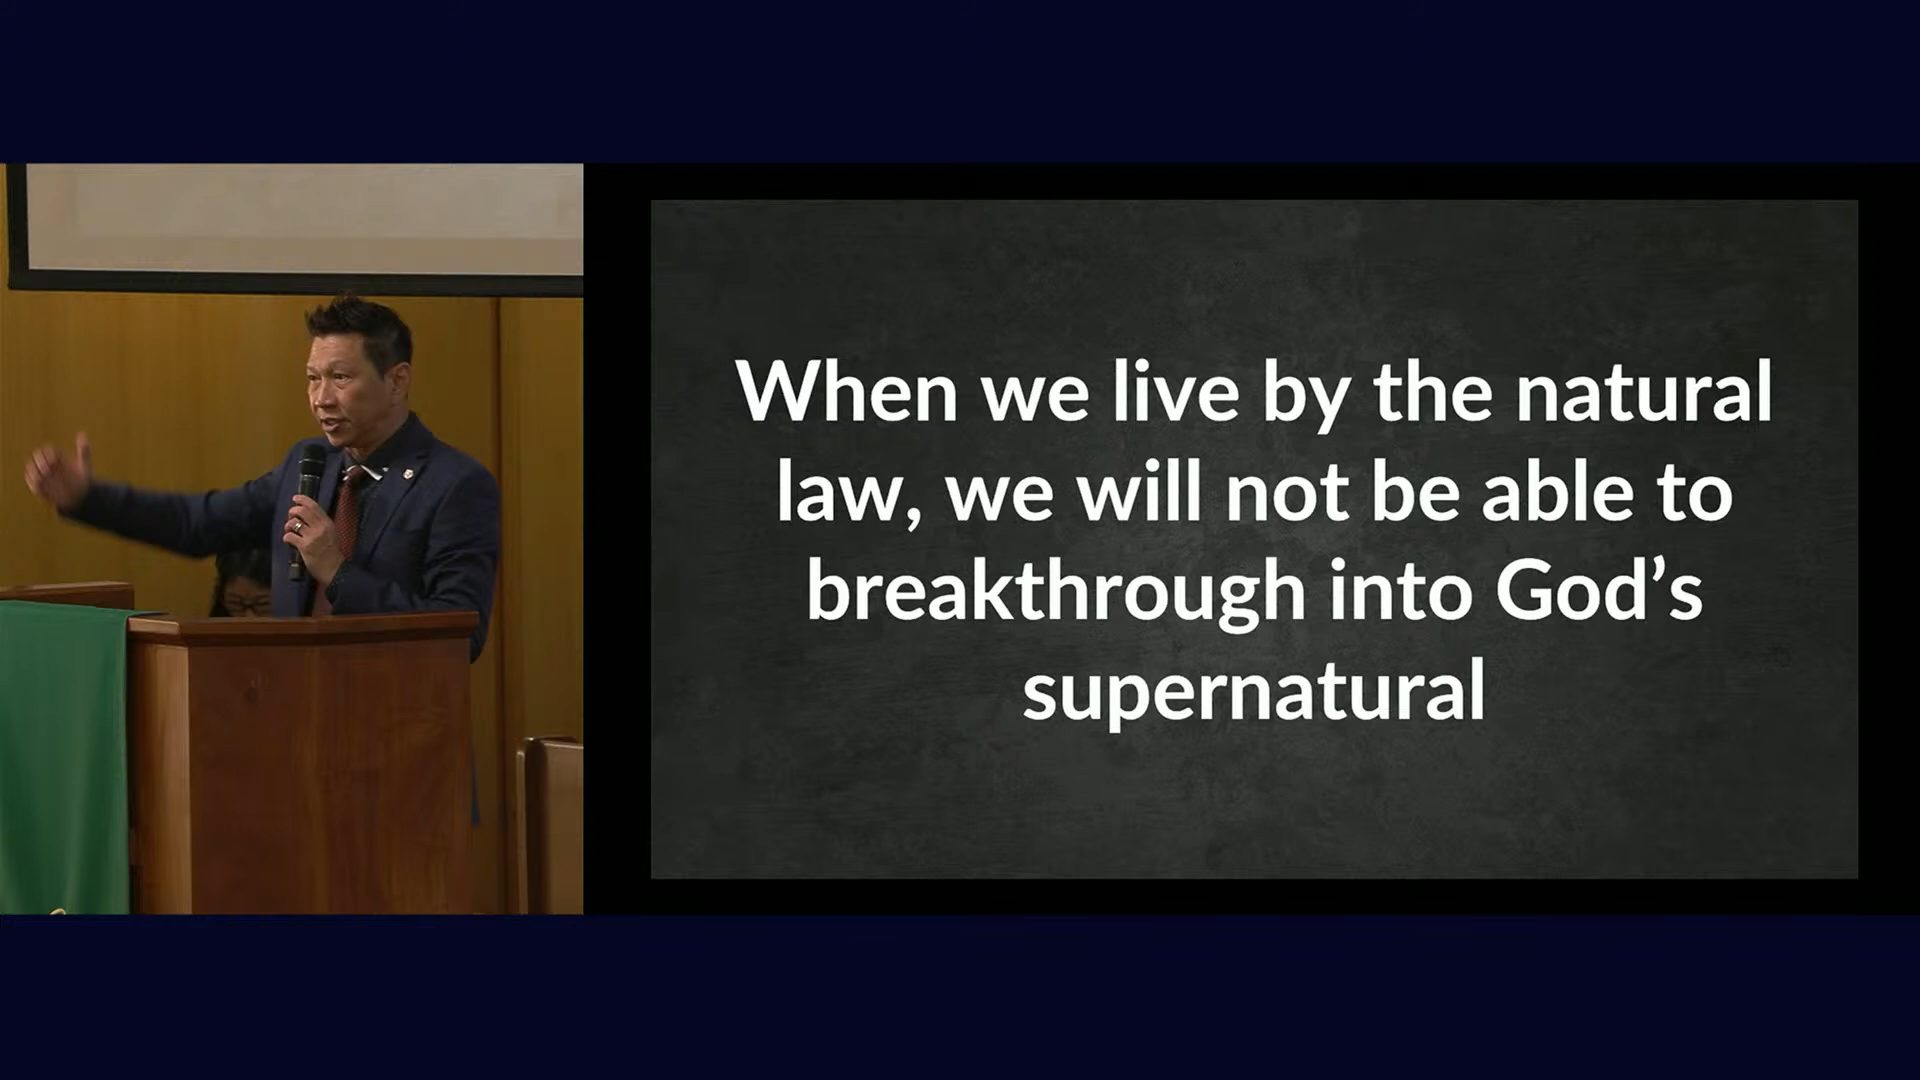 When we live by the natural
law, we will not be able to
breakthrough into God’s
supernatural